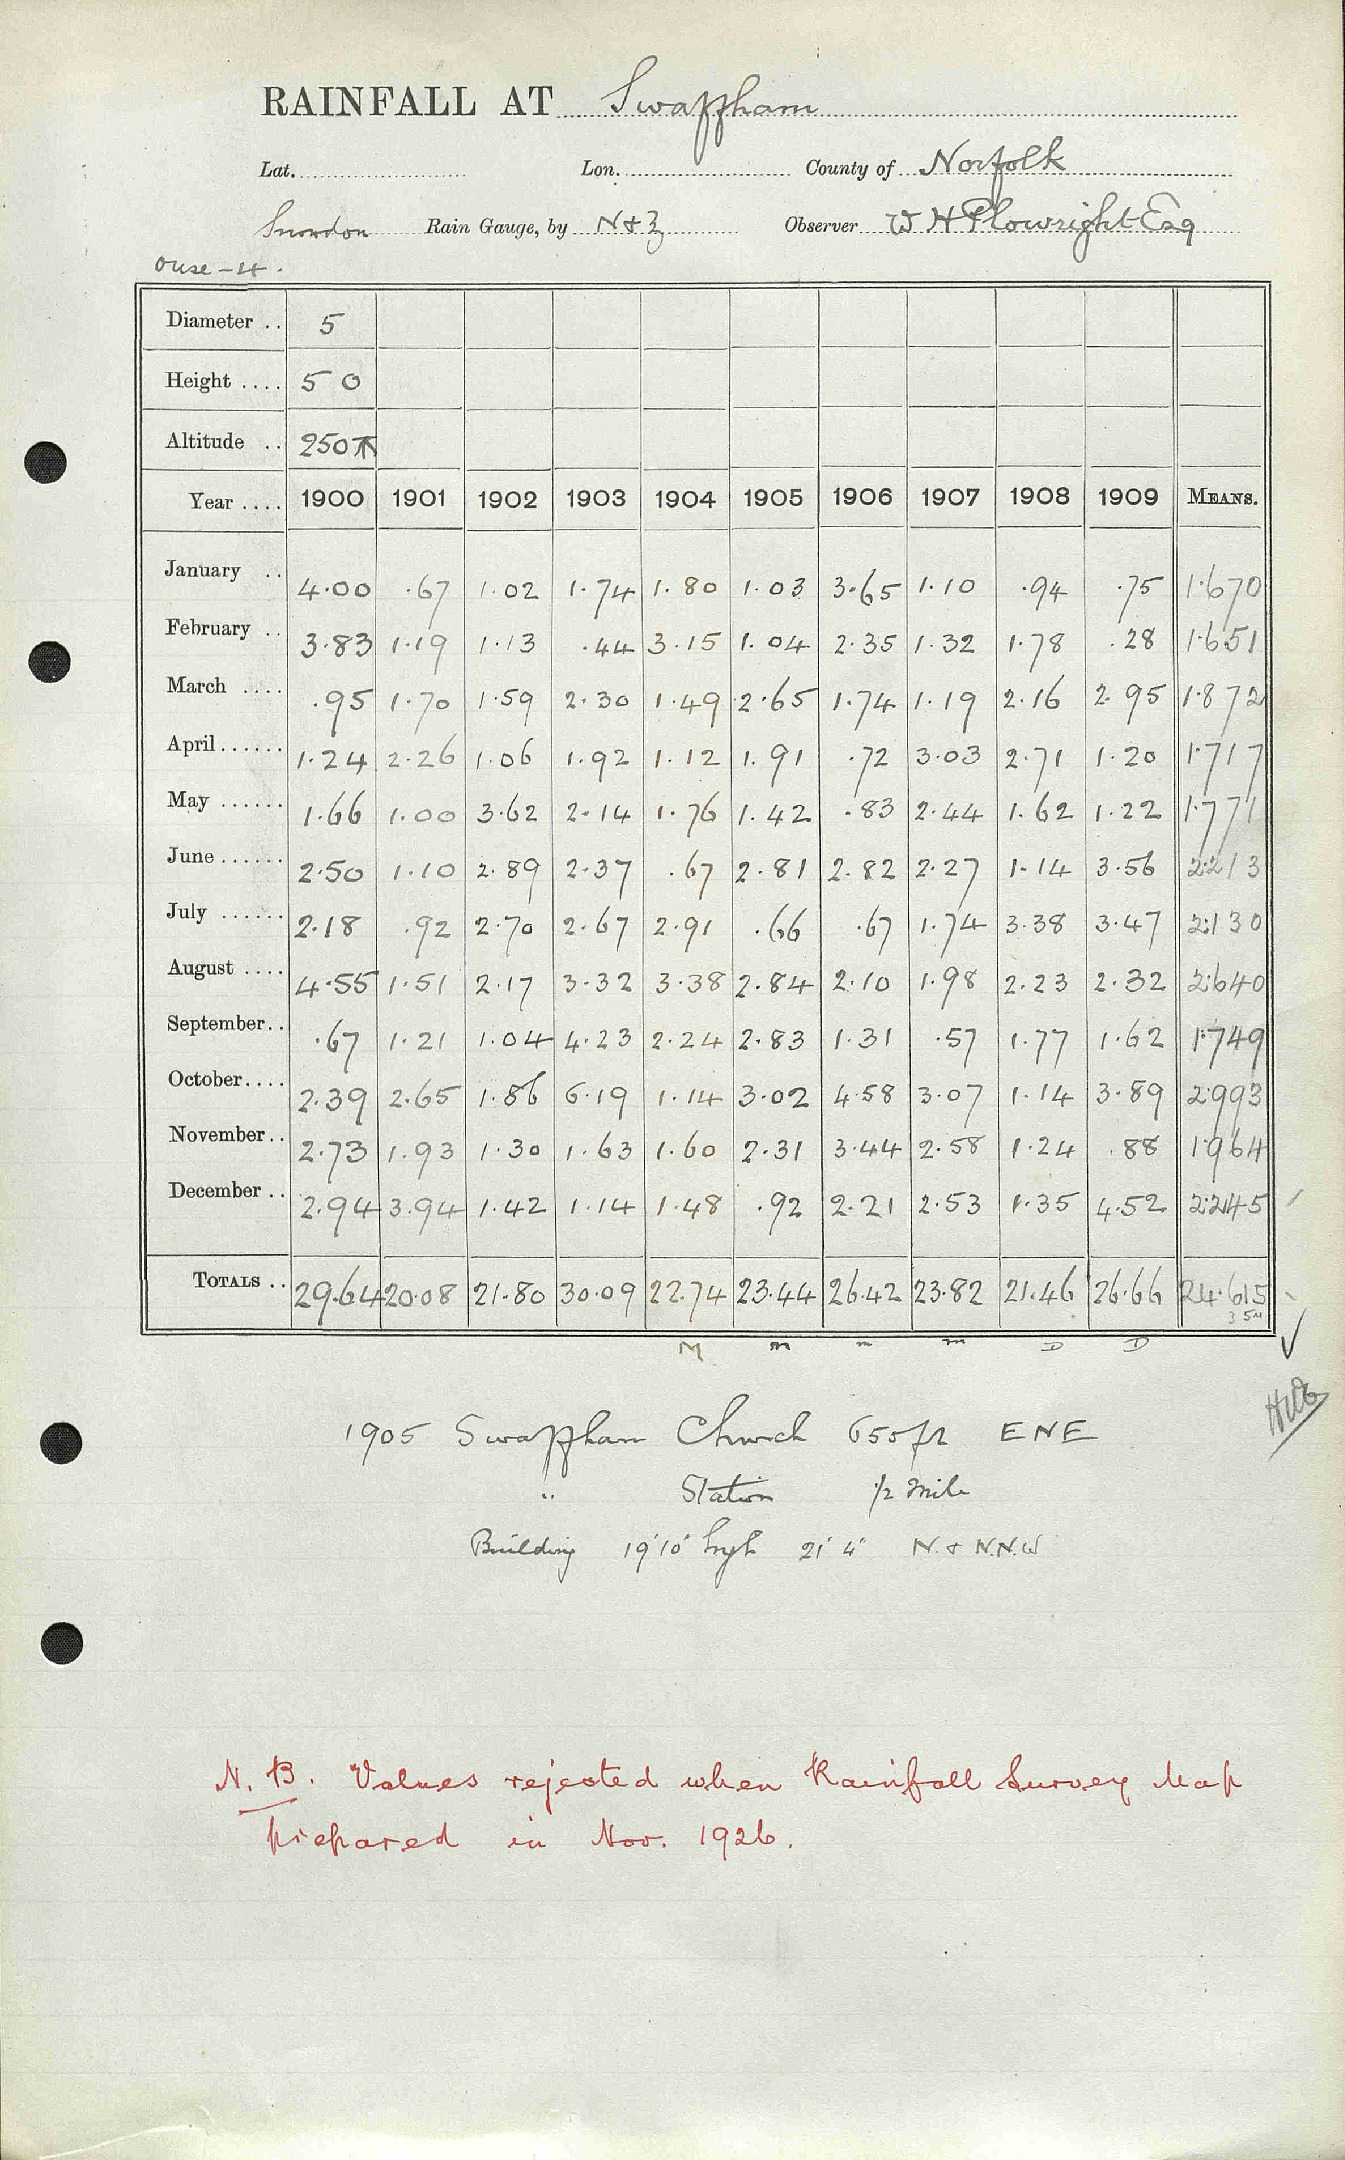 RAINFALL AT Swaffham
Lat. Lon. County of Norfolk
Snowdon Rain Gauge, by N & Z Observer W H Plowright Esq
Ouse - 4.
Diameter .. 5
Height .... 5 0
Altitude .. 250
Year .... 1900 1901 1902 1903 1904 1905 1906 1907 1908 1909 MEANS.
January .. 4.00 .67 1.02 1.74 1.80 1.03 3.65 1.10 .94 .75 1.670
February .. 3.83 1.19 1.13 .44 3.15 1.04 2.35 1.32 1.78 .28 1.651
March .... .95 1.70 1.59 2.30 1.49 2.65 1.74 1.19 2.16 2.95 1.872
April ...... 1.24 2.26 1.06 1.92 1.12 1.91 .72 3.03 2.71 1.20 1.717
May ...... 1.66 1.00 3.62 2.14 1.76 1.42 .83 2.44 1.62 1.22 1.771
June ...... 2.50 1.10 2.89 2.37 .67 2.81 2.82 2.27 1.14 3.56 2.213
July ...... 2.18 .92 2.70 2.67 2.91 .66 .67 1.74 3.38 3.47 2.130
August .... 4.55 1.51 2.17 3.32 3.38 2.84 2.10 1.98 2.23 2.32 2.640
September .. .67 1.21 1.04 4.23 2.24 2.83 1.31 .57 1.77 1.62 1.749
October .... 2.39 2.65 1.86 6.19 1.14 3.02 4.58 3.07 1.14 3.89 2.993
November .. 2.73 1.93 1.30 1.63 1.60 2.31 3.44 2.58 1.24 .88 1.964
December .. 2.94 3.94 1.42 1.14 1.48 .92 2.21 2.53 1.35 4.52 2.245
TOTALS .. 29.64 20.08 21.80 30.09 22.74 23.44 26.42 23.82 21.46 26.66 24.615
M m m m D D
1905 Swaffham Church 655 ft ENE
" Station 1/2 mile
Building 19' 10" high 21' 4" N. & N.N.W
N.B. Values rejected when Rainfall Survey Map
prepared in Nov. 1926.